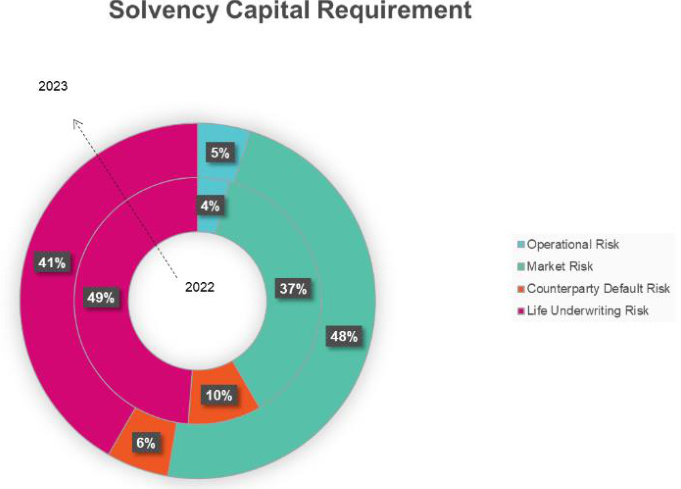 Solvency Capital Requirement
2023
5%
4%
41%
2022
49%
37%
48%
10%
6%
Operational Risk
Market Risk
Counterparty Default Risk
Life Underwriting Risk